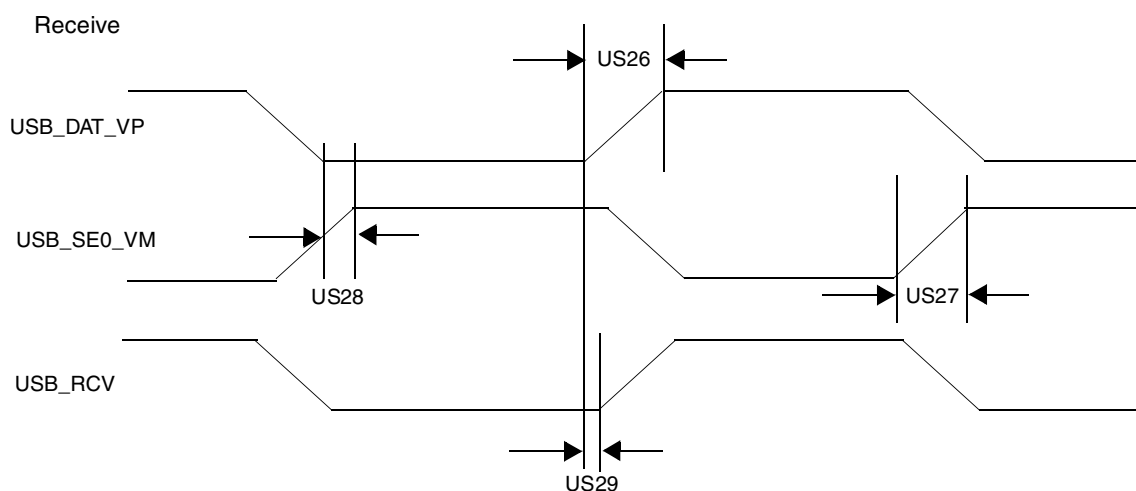 Receive
US26
USB_DAT_VP
USB_SE0_VM
US28
US27
USB_RCV
US29